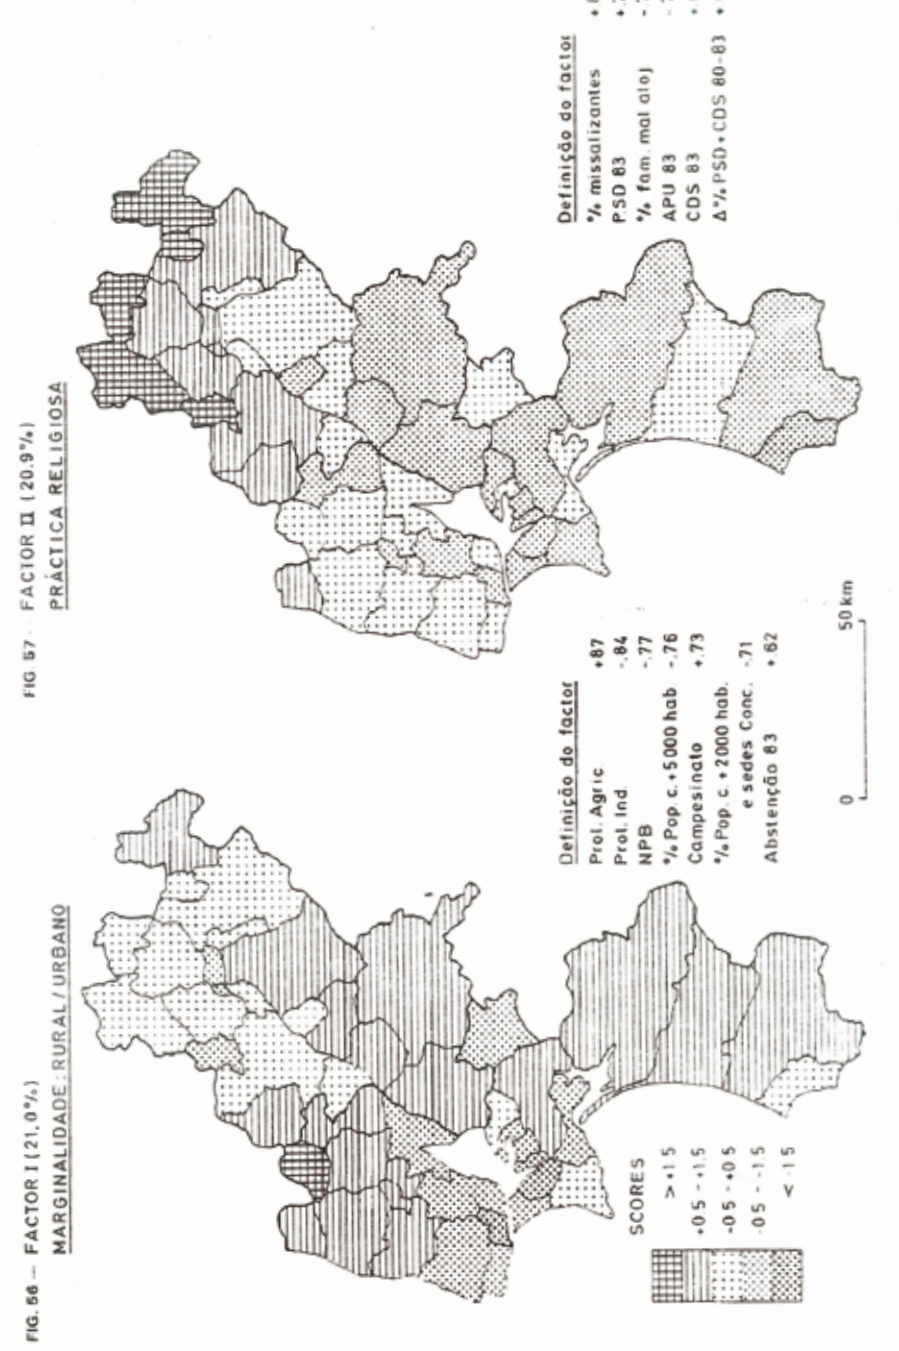 FIG. 56 — FACTOR I (21,0%)
MARGINALIDADE RURAL/URBANO
SCORES
> +1.5
+0.5 - +1.5
-0.5 - +0.5
-0.5 - -1.5
< -1.5
Definição do factor
Prol. Agric. +87
Prol. Ind. -.84
NPB -.77
% Pop. c. +5000 hab -.76
Campesinato +.73
% Pop. c. +2000 hab.
e sedes Conc. -.71
Abstenção 83 +.62
0 50 km
FIG. 57 - FACTOR II (20.9%)
PRÁCTICA RELIGIOSA
Definição do factor
% missalizantes
PSD 83
% fam. mal aloj
APU 83
CDS 83
Δ% PSD+CDS 80-83